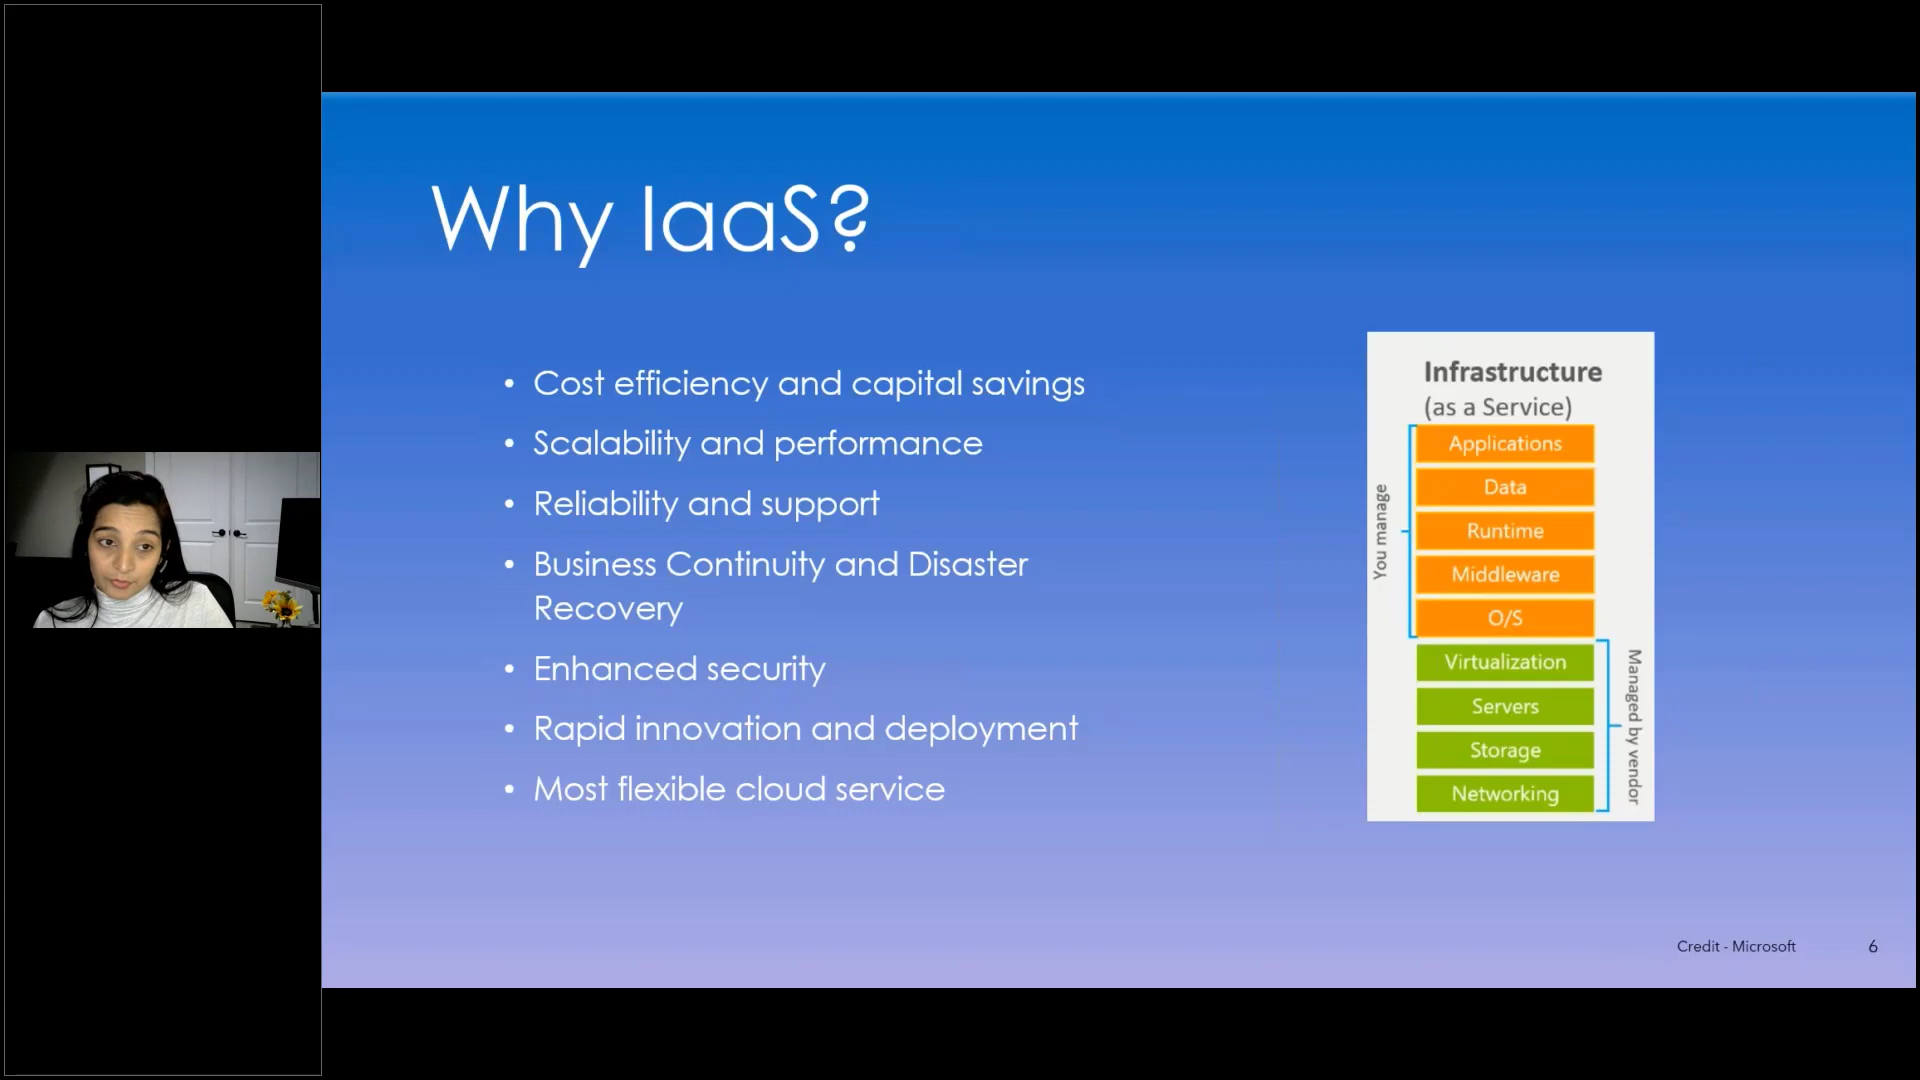 Why IaaS?
• Cost efficiency and capital savings
• Scalability and performance
• Reliability and support
• Business Continuity and Disaster
Recovery
• Enhanced security
• Rapid innovation and deployment
• Most flexible cloud service
Infrastructure
(as a Service)
You manage
Applications
Data
Runtime
Middleware
O/S
Virtualization
Servers
Storage
Networking
Managed by vendor
Credit - Microsoft
6